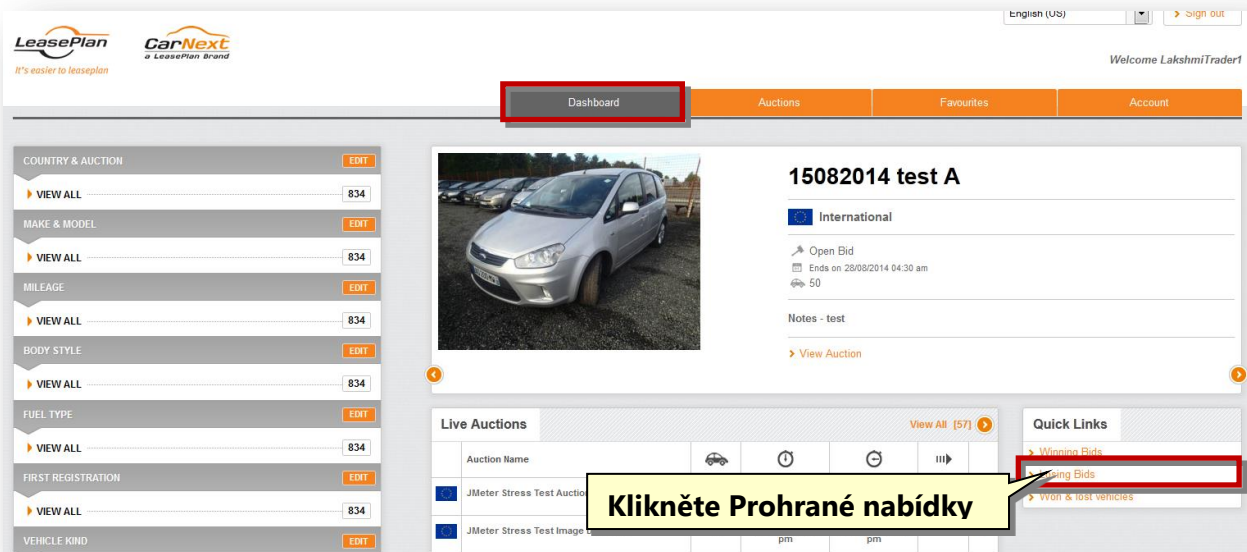 English (US)
Sign out
LeasePlan
It's easier to leaseplan
CarNext
a LeasePlan Brand
Welcome LakshmiTrader1
Dashboard Auctions Favourites Account
COUNTRY & AUCTION EDIT
VIEW ALL 834
MAKE & MODEL EDIT
VIEW ALL 834
MILEAGE EDIT
VIEW ALL 834
BODY STYLE EDIT
VIEW ALL 834
FUEL TYPE EDIT
VIEW ALL 834
FIRST REGISTRATION EDIT
VIEW ALL 834
VEHICLE KIND EDIT
15082014 test A
International
Open Bid
Ends on 28/08/2014 04:30 am
50
Notes - test
View Auction
Live Auctions View All [57]
Auction Name
JMeter Stress Test Auction
JMeter Stress Test Image
pm pm
Quick Links
Winning Bids
Losing Bids
Won & lost vehicles
Klikněte Prohrané nabídky